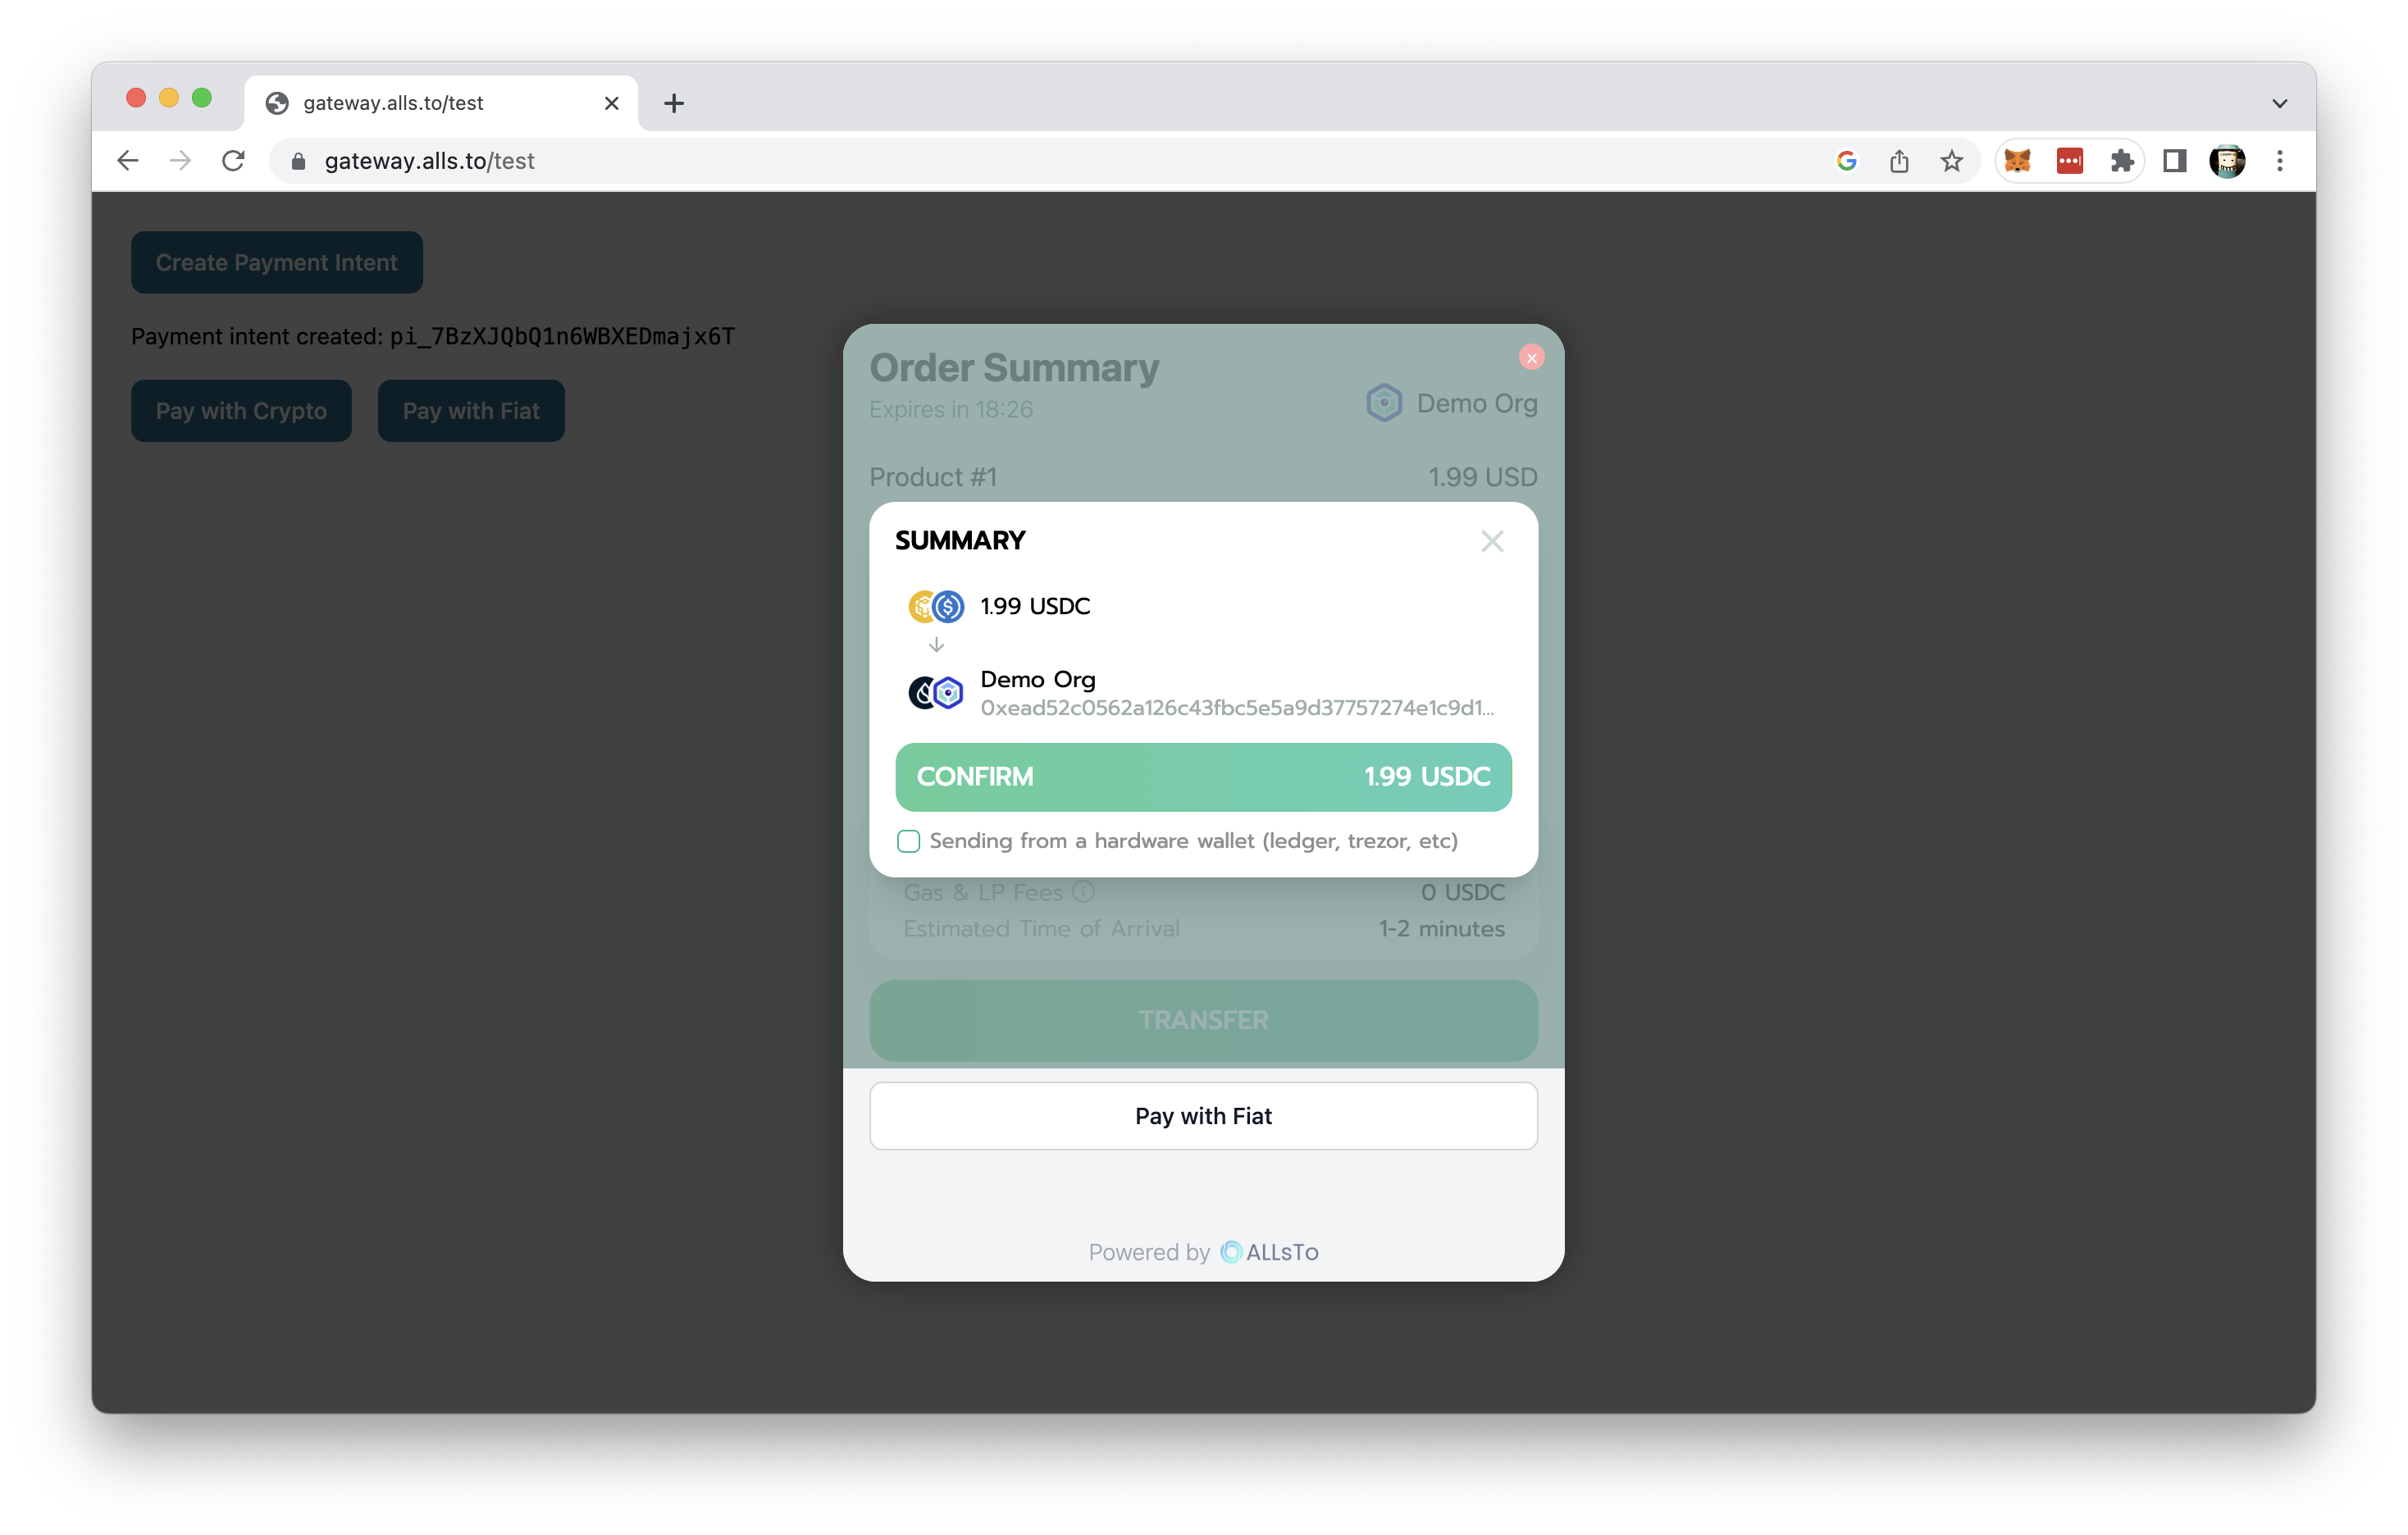 gateway.alls.to/test
gateway.alls.to/test
Create Payment Intent
Payment intent created: pi_7BzXJQbQ1n6WBXEDmajx6T
Pay with Crypto
Pay with Fiat
Order Summary
Expires in 18:26
Demo Org
Product #1
1.99 USD
SUMMARY
1.99 USDC
Demo Org
0xead52c0562a126c43fbc5e5a9d37757274e1c9d1...
CONFIRM
1.99 USDC
Sending from a hardware wallet (ledger, trezor, etc)
Gas & LP Fees
0 USDC
Estimated Time of Arrival
1-2 minutes
TRANSFER
Pay with Fiat
Powered by ALLsTo